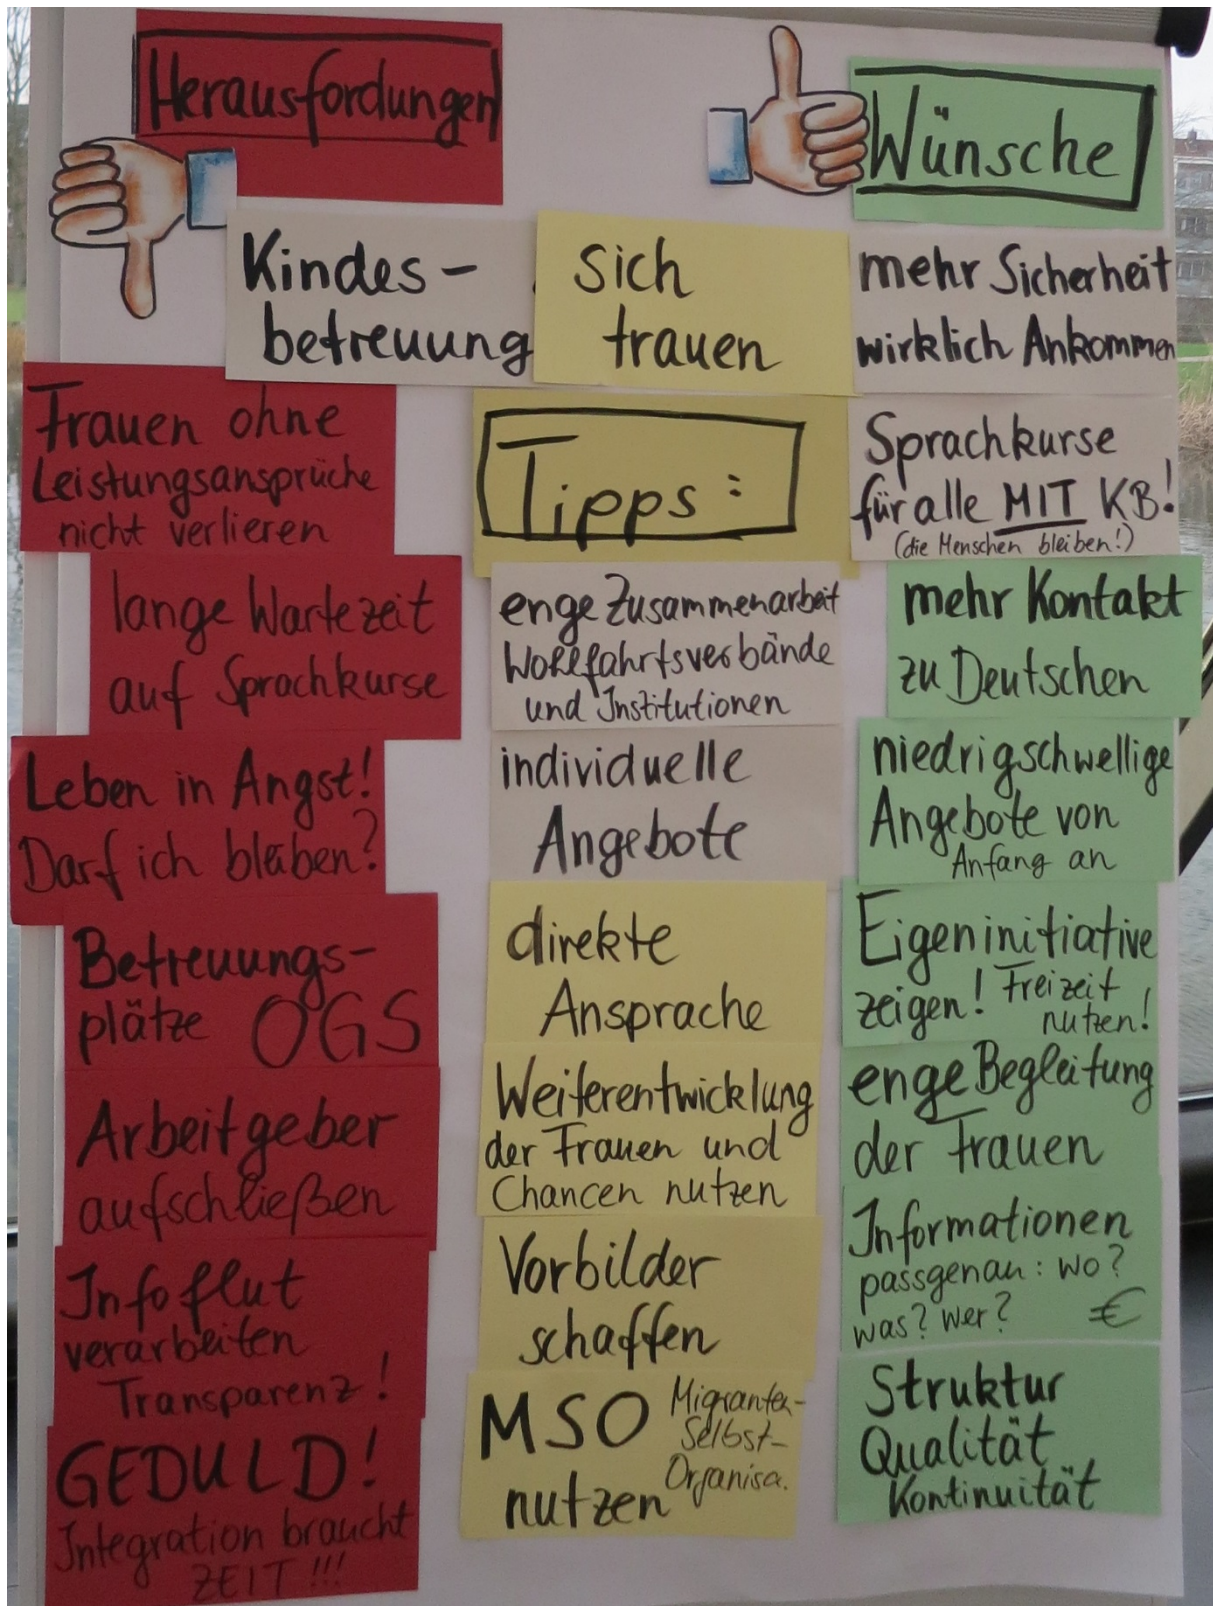 Herausfordungen
Kindes-
betreuung
Frauen ohne
Leistungsansprüche
nicht verlieren
lange Wartezeit
auf Sprachkurse
Leben in Angst!
Darf ich bleiben?
Betreuungs-
plätze OGS
Arbeitgeber
aufschließen
Infoflut
verarbeiten
Transparenz!
GEDULD!
Integration braucht
ZEIT!!!
sich
trauen
Tipps:
enge Zusammenarbeit
Wohlfahrtsverbände
und Institutionen
individuelle
Angebote
direkte
Ansprache
Weiterentwicklung
der Frauen und
Chancen nutzen
Vorbilder
schaffen
MSO Migranten-
Selbst-
Organisa.
nutzen
Wünsche
mehr Sicherheit
wirklich Ankommen
Sprachkurse
für alle MIT KB!
(die Menschen bleiben!)
mehr Kontakt
zu Deutschen
niedrigschwellige
Angebote von
Anfang an
Eigeninitiative
zeigen! Freizeit
nutzen!
enge Begleitung
der Frauen
Informationen
passgenau: wo?
was? wer? €
Struktur
Qualität
Kontinuität